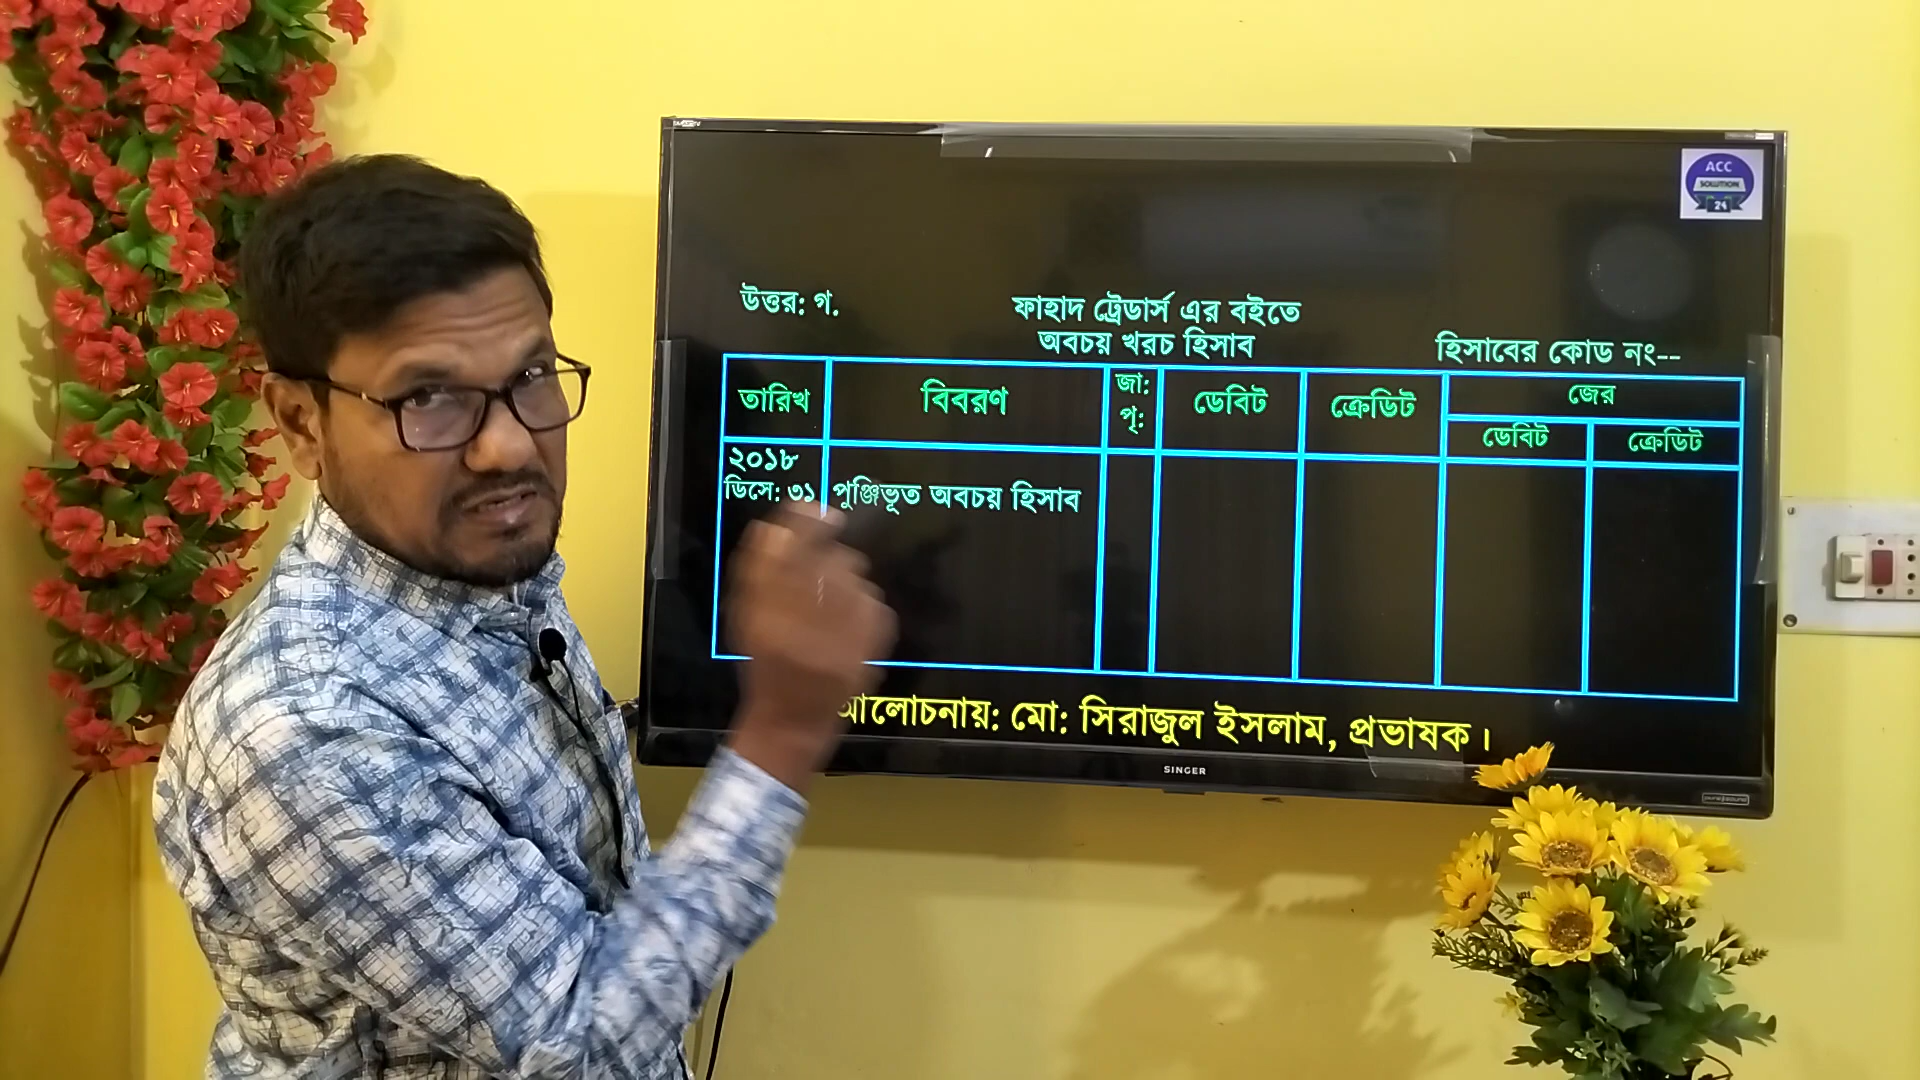 ACC
SOLUTION
24
উত্তর: গ.
ফাহাদ ট্রেডার্স এর বইতে
অবচয় খরচ হিসাব
হিসাবের কোড নং--
তারিখ বিবরণ জা: পৃ: ডেবিট ক্রেডিট জের
ডেবিট ক্রেডিট
২০১৮
ডিসে: ৩১ পুঞ্জিভূত অবচয় হিসাব
আলোচনায়: মো: সিরাজুল ইসলাম, প্রভাষক।
SINGER